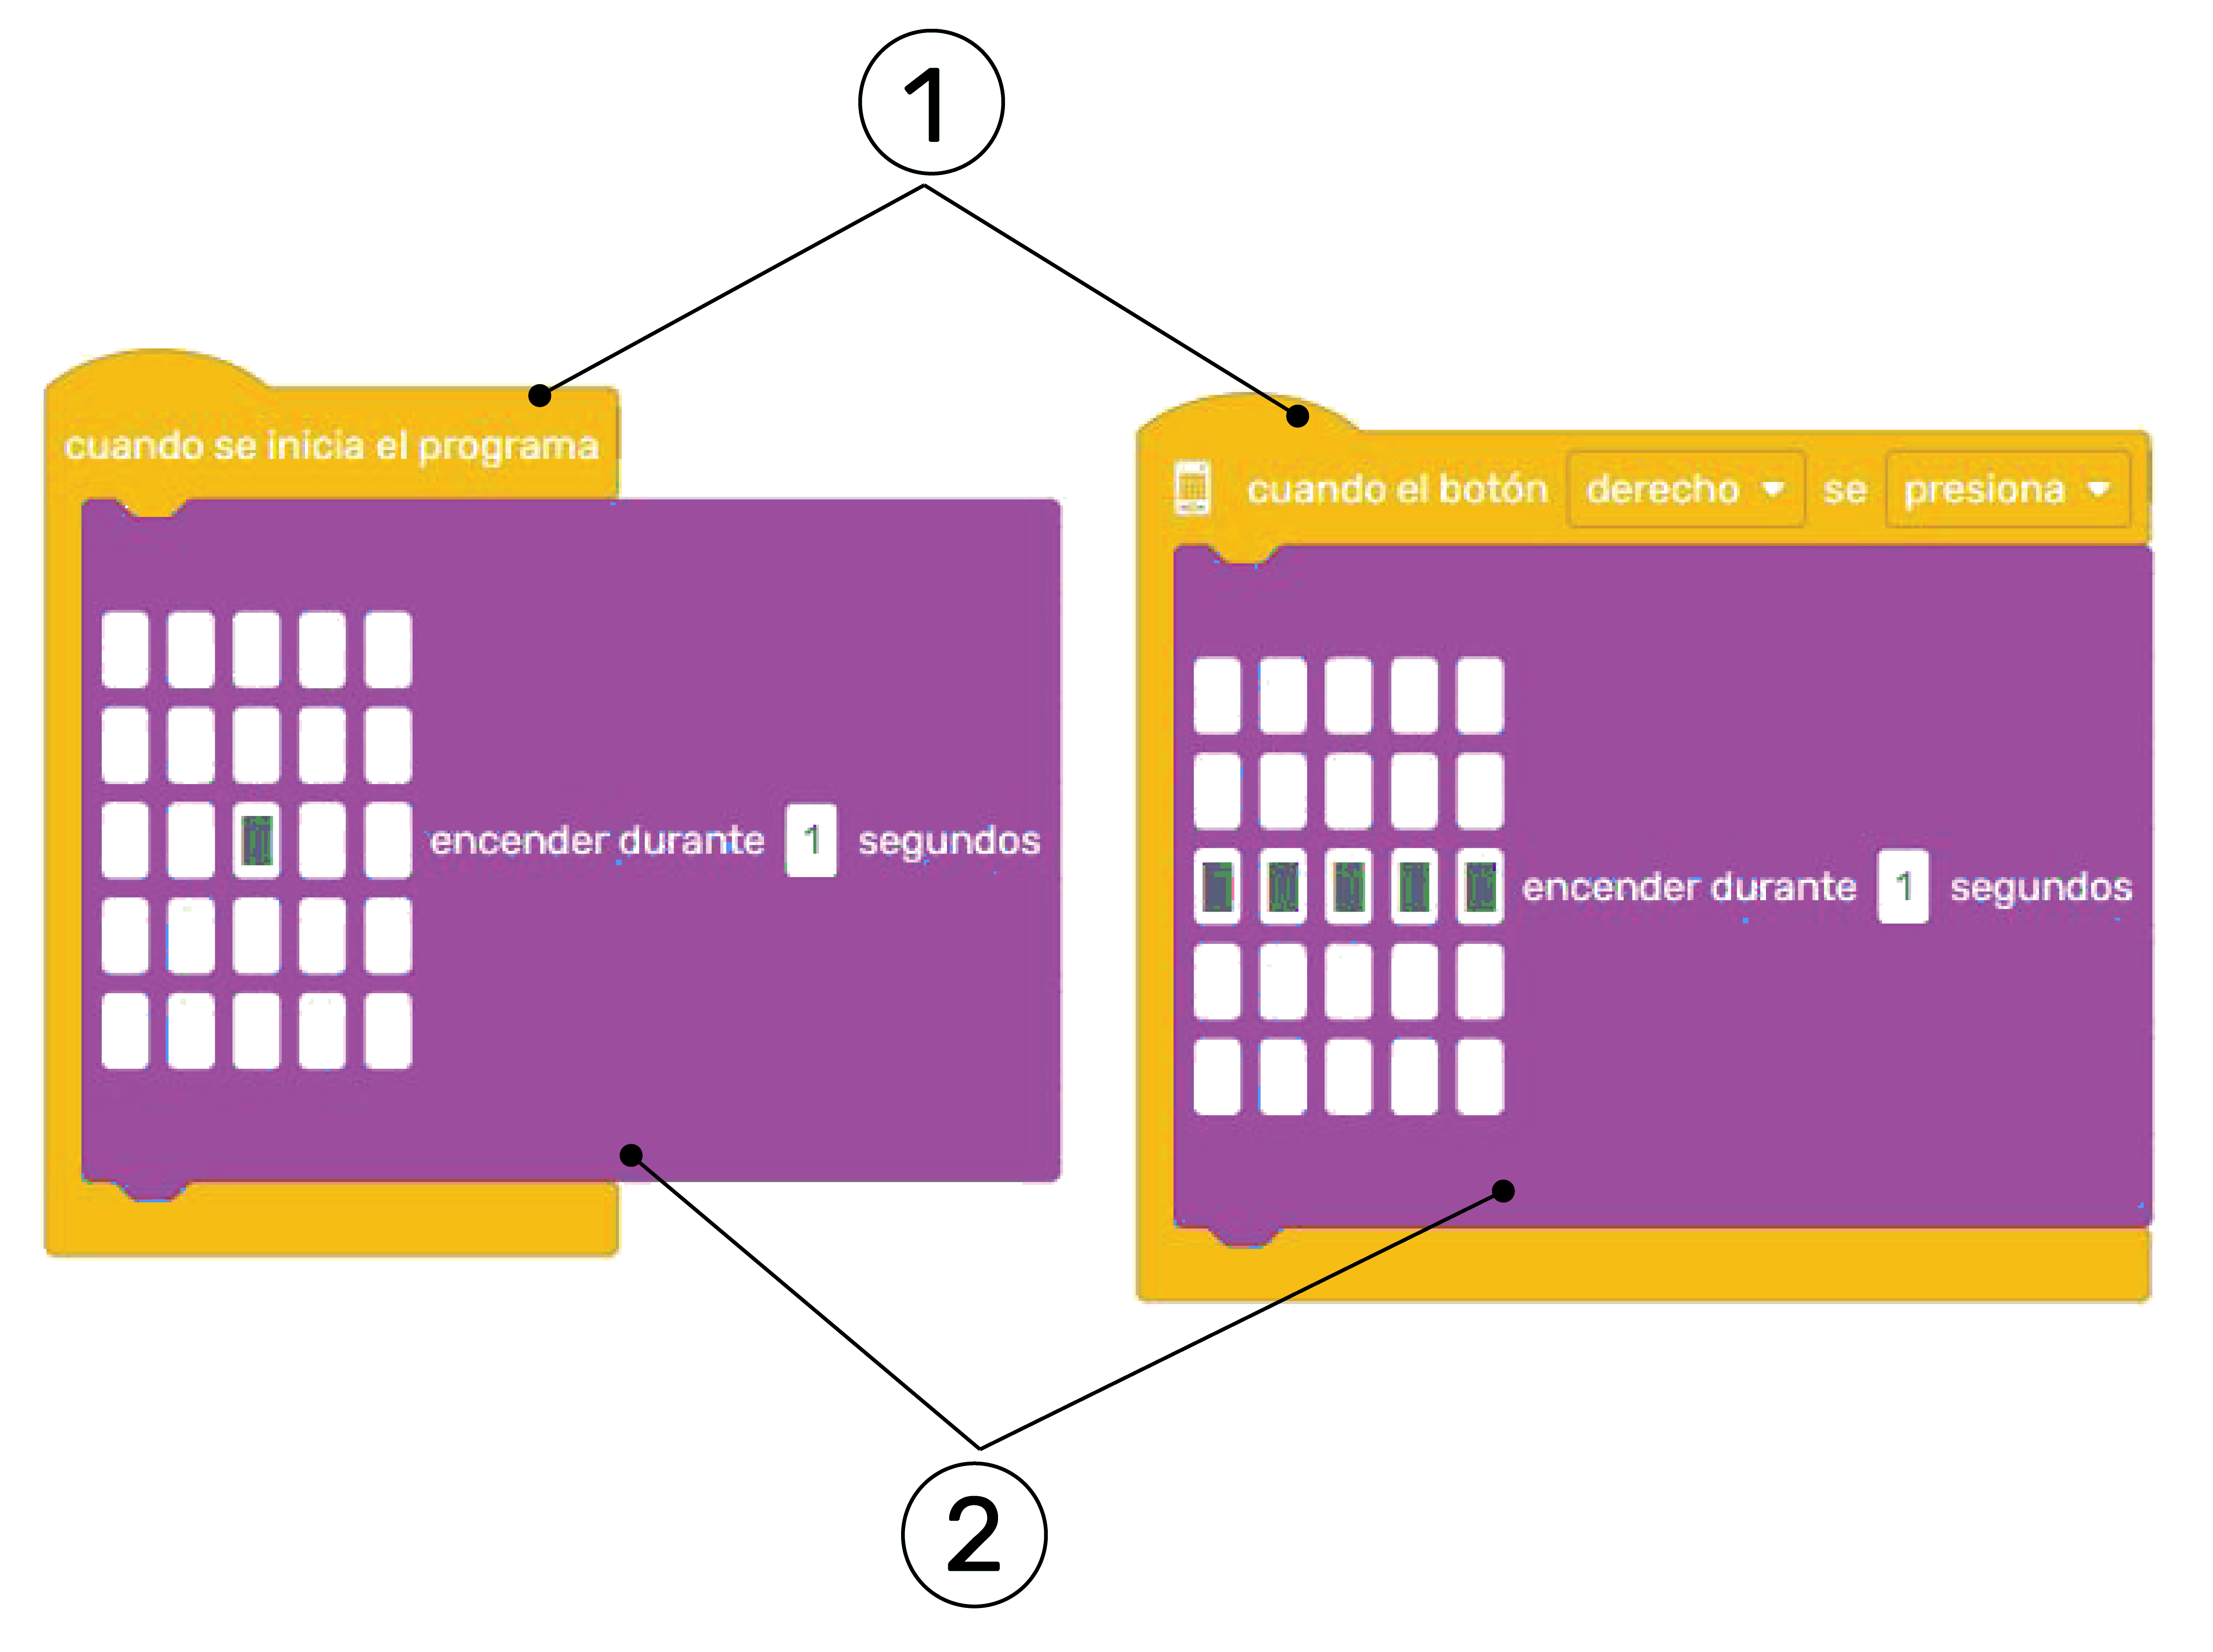 1
cuando se inicia el programa
encender durante 1 segundos
cuando el botón derecho se presiona
encender durante 1 segundos
2